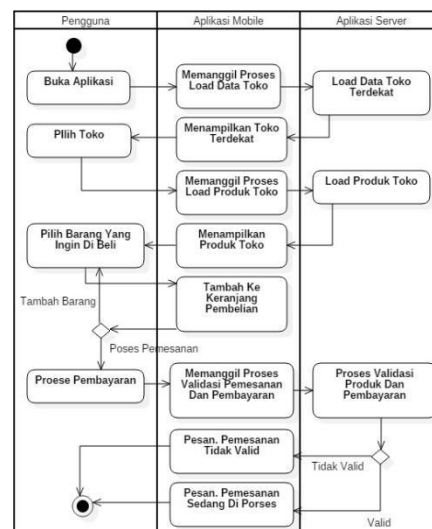 Pengguna
Aplikasi Mobile
Aplikasi Server
Buka Aplikasi
Memanggil Proses
Load Data Toko
Load Data Toko
Terdekat
PIlih Toko
Menampilkan Toko
Terdekat
Memanggil Proses
Load Produk Toko
Load Produk Toko
Pilih Barang Yang
Ingin Di Beli
Menampilkan
Produk Toko
Tambah Ke
Keranjang
Pembelian
Tambah Barang
Poses Pemesanan
Proese Pembayaran
Memanggil Proses
Validasi Pemesanan
Dan Pembayaran
Proses Validasi
Produk Dan
Pembayaran
Pesan. Pemesanan
Tidak Valid
Tidak Valid
Pesan. Pemesanan
Sedang Di Porses
Valid